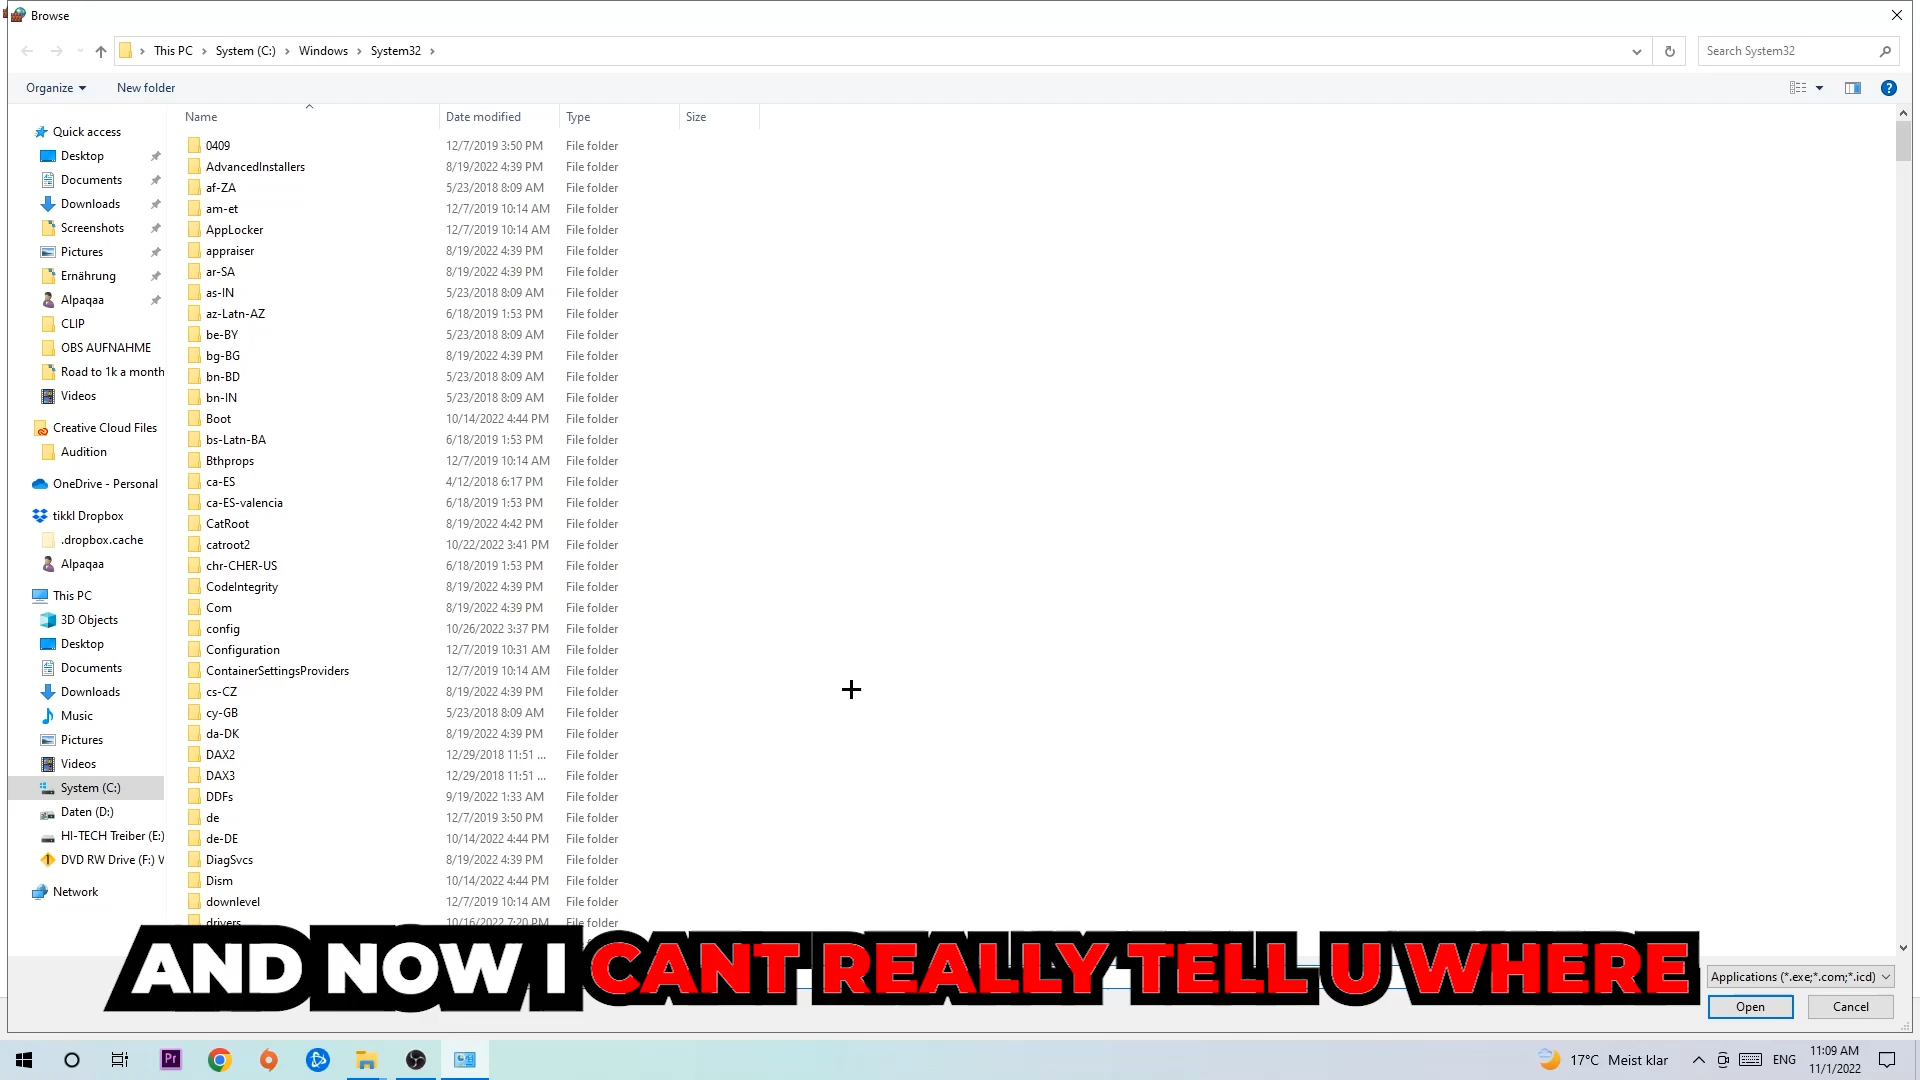 Browse
This PC > System (C:) > Windows > System32 >
Search System32
Organize
New folder
Name
Date modified
Type
Size
Quick access
Desktop
Documents
Downloads
Screenshots
Pictures
Ernährung
Alpaqaa
CLIP
OBS AUFNAHME
Road to 1k a month
Videos
Creative Cloud Files
Audition
OneDrive - Personal
tikkl Dropbox
.dropbox.cache
Alpaqaa
This PC
3D Objects
Desktop
Documents
Downloads
Music
Pictures
Videos
System (C:)
Daten (D:)
HI-TECH Treiber (E:)
DVD RW Drive (F:) V
Network
0409 12/7/2019 3:50 PM File folder
AdvancedInstallers 8/19/2022 4:39 PM File folder
af-ZA 5/23/2018 8:09 AM File folder
am-et 12/7/2019 10:14 AM File folder
AppLocker 12/7/2019 10:14 AM File folder
appraiser 8/19/2022 4:39 PM File folder
ar-SA 8/19/2022 4:39 PM File folder
as-IN 5/23/2018 8:09 AM File folder
az-Latn-AZ 6/18/2019 1:53 PM File folder
be-BY 5/23/2018 8:09 AM File folder
bg-BG 8/19/2022 4:39 PM File folder
bn-BD 5/23/2018 8:09 AM File folder
bn-IN 5/23/2018 8:09 AM File folder
Boot 10/14/2022 4:44 PM File folder
bs-Latn-BA 6/18/2019 1:53 PM File folder
Bthprops 12/7/2019 10:14 AM File folder
ca-ES 4/12/2018 6:17 PM File folder
ca-ES-valencia 6/18/2019 1:53 PM File folder
CatRoot 8/19/2022 4:42 PM File folder
catroot2 10/22/2022 3:41 PM File folder
chr-CHER-US 6/18/2019 1:53 PM File folder
CodeIntegrity 8/19/2022 4:39 PM File folder
Com 8/19/2022 4:39 PM File folder
config 10/26/2022 3:37 PM File folder
Configuration 12/7/2019 10:31 AM File folder
ContainerSettingsProviders 12/7/2019 10:14 AM File folder
cs-CZ 8/19/2022 4:39 PM File folder
cy-GB 5/23/2018 8:09 AM File folder
da-DK 8/19/2022 4:39 PM File folder
DAX2 12/29/2018 11:51 ... File folder
DAX3 12/29/2018 11:51 ... File folder
DDFs 9/19/2022 1:33 AM File folder
de 12/7/2019 3:50 PM File folder
de-DE 10/14/2022 4:44 PM File folder
DiagSvcs 8/19/2022 4:39 PM File folder
Dism 10/14/2022 4:44 PM File folder
downlevel 12/7/2019 10:14 AM File folder
drivers 10/16/2022 7:20 PM File folder
AND NOW I CANT REALLY TELL U WHERE
Applications (*.exe;*.com;*.icd)
Open
Cancel
Pr
17°C Meist klar
ENG
11:09 AM
11/1/2022